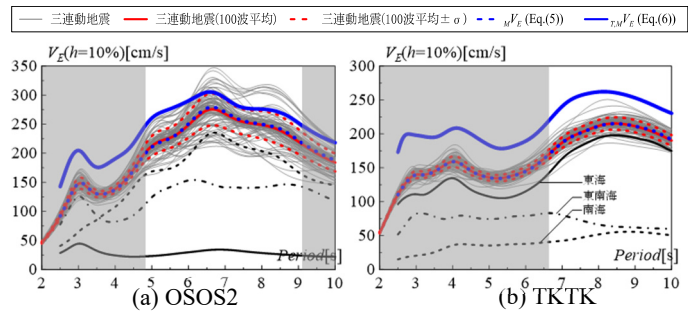 三連動地震 三連動地震(100波平均) 三連動地震(100波平均±σ) MVE (Eq.(5)) T,MVE (Eq.(6))
VE(h=10%)[cm/s]
350
300
250
200
150
100
50
0
2 3 4 5 6 7 8 9 10
Period[s]
(a) OSOS2
VE(h=10%)[cm/s]
300
250
200
150
100
50
0
2 3 4 5 6 7 8 9 10
東海
東南海
南海
Period[s]
(b) TKTK